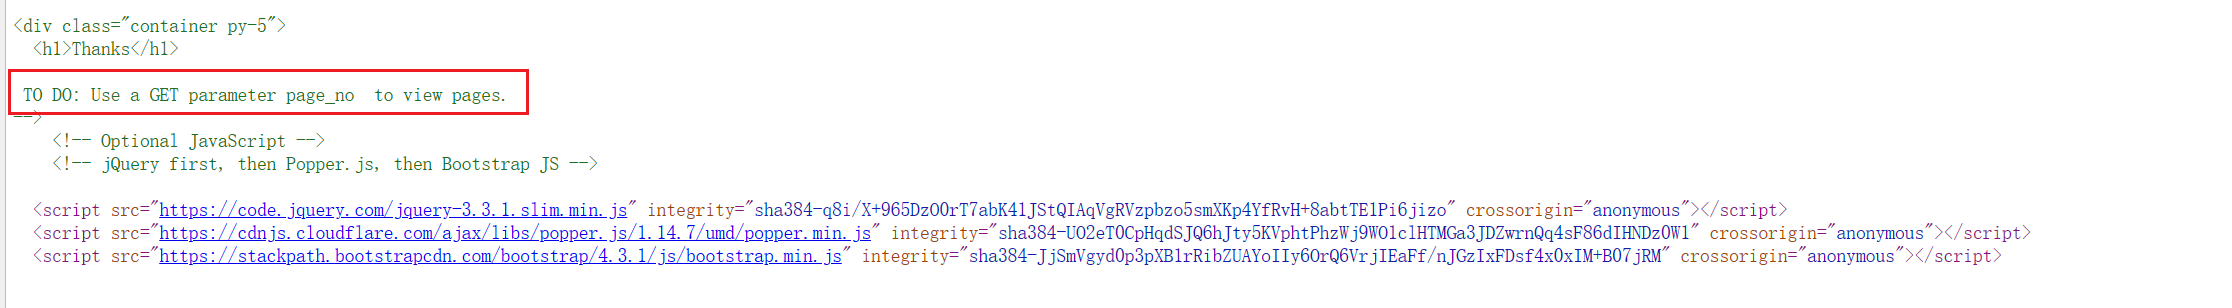 <div class="container py-5">
<h1>Thanks</h1>
TO DO: Use a GET parameter page_no  to view pages.
-->
<!-- Optional JavaScript -->
<!-- jQuery first, then Popper.js, then Bootstrap JS -->
<script src="https://code.jquery.com/jquery-3.3.1.slim.min.js" integrity="sha384-q8i/X+965DzO0rT7abK41JStQIAqVgRVzpbzo5smXKp4YfRvH+8abtTE1Pi6jizo" crossorigin="anonymous"></script>
<script src="https://cdnjs.cloudflare.com/ajax/libs/popper.js/1.14.7/umd/popper.min.js" integrity="sha384-UO2eT0CpHqdSJQ6hJty5KVphtPhzWj9WO1clHTMGa3JDZwrnQq4sF86dIHNDz0W1" crossorigin="anonymous"></script>
<script src="https://stackpath.bootstrapcdn.com/bootstrap/4.3.1/js/bootstrap.min.js" integrity="sha384-JjSmVgyd0p3pXB1rRibZUAYoIIy6OrQ6VrjIEaFf/nJGzIxFDsf4x0xIM+B07jRM" crossorigin="anonymous"></script>